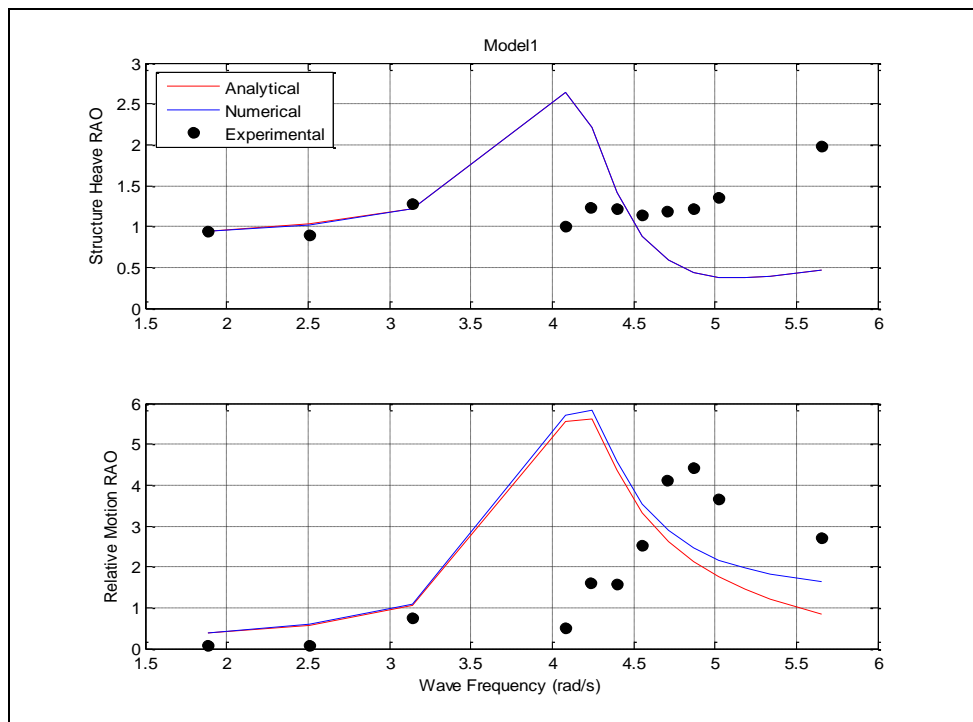 Model1
Structure Heave RAO
3
2.5
2
1.5
1
0.5
0
Analytical
Numerical
Experimental
1.5 2 2.5 3 3.5 4 4.5 5 5.5 6
Relative Motion RAO
6
5
4
3
2
1
0
1.5 2 2.5 3 3.5 4 4.5 5 5.5 6
Wave Frequency (rad/s)